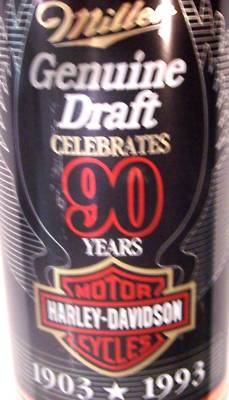 Miller
Genuine
Draft
CELEBRATES
90
YEARS
MOTOR
HARLEY-DAVIDSON
CYCLES
1903 ★ 1993